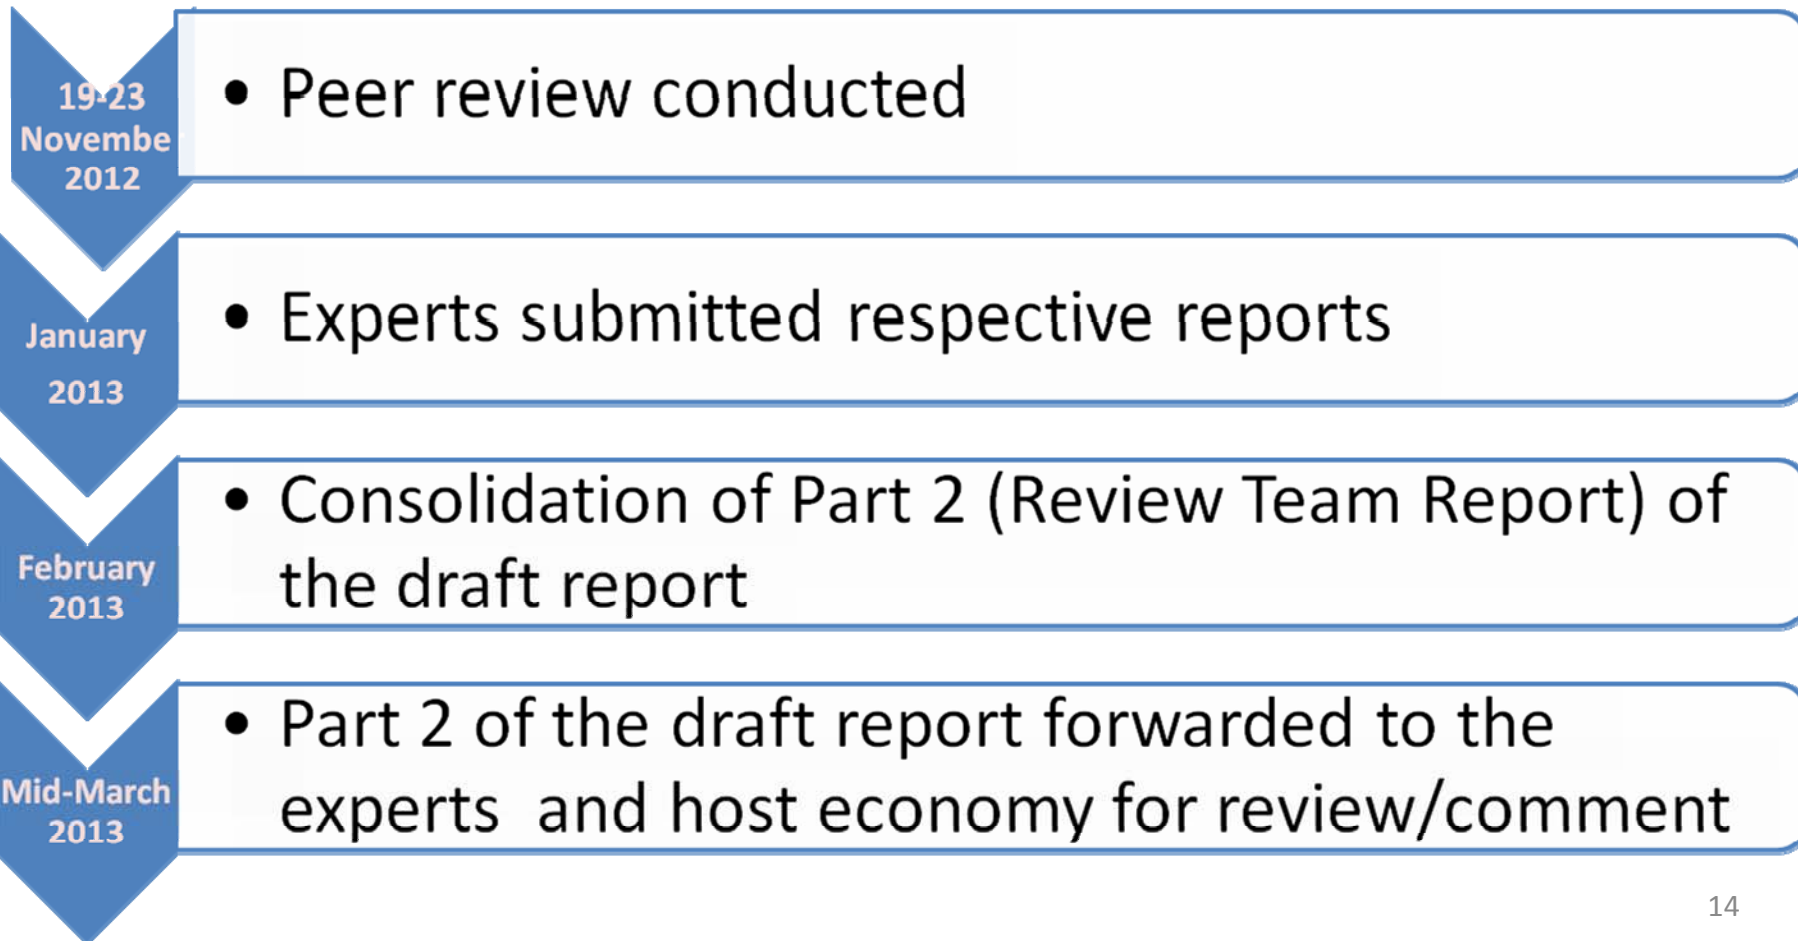 19-23
Novembe
2012
• Peer review conducted
January
2013
• Experts submitted respective reports
February
2013
• Consolidation of Part 2 (Review Team Report) of
the draft report
Mid-March
2013
• Part 2 of the draft report forwarded to the
experts  and host economy for review/comment
14